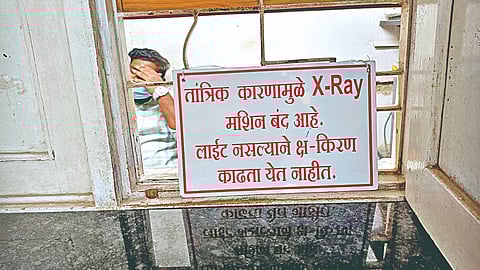 तांत्रिक कारणामुळे X-Ray
मशिन बंद आहे.
लाईट नसल्याने क्ष-किरण
काढता येत नाहीत.